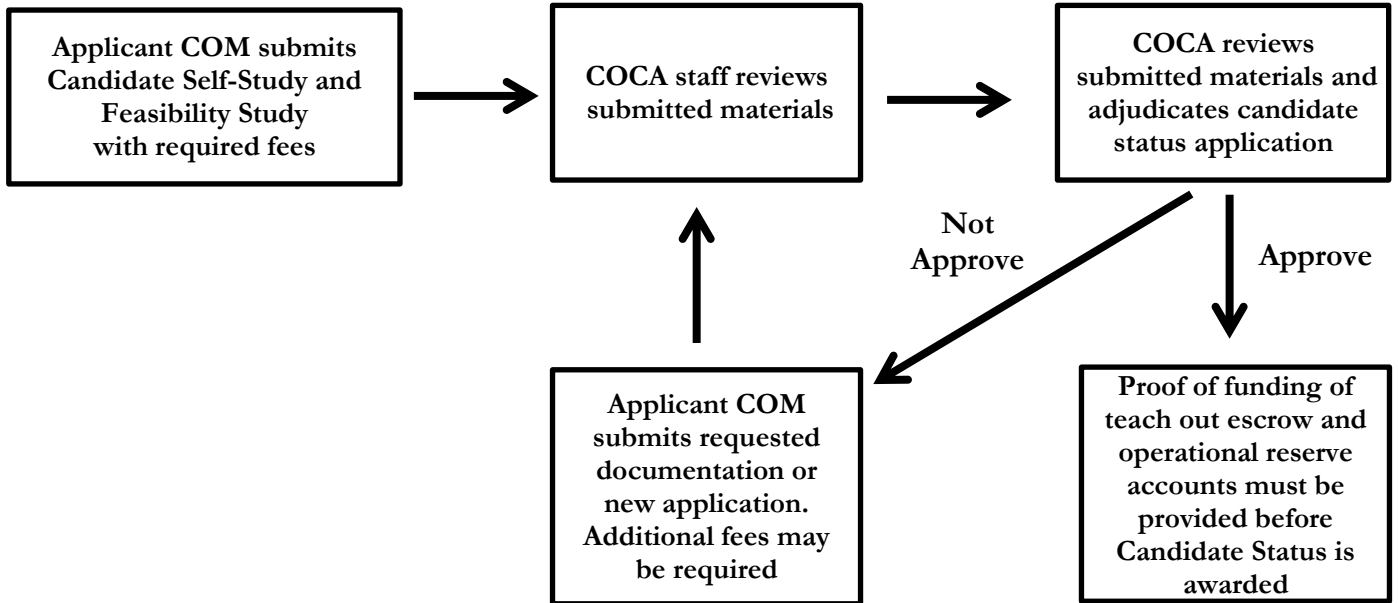 Applicant COM submits
Candidate Self-Study and
Feasibility Study
with required fees
COCA staff reviews
submitted materials
COCA reviews
submitted materials and
adjudicates candidate
status application
Not
Approve
Approve
Applicant COM
submits requested
documentation or
new application.
Additional fees may
be required
Proof of funding of
teach out escrow and
operational reserve
accounts must be
provided before
Candidate Status is
awarded